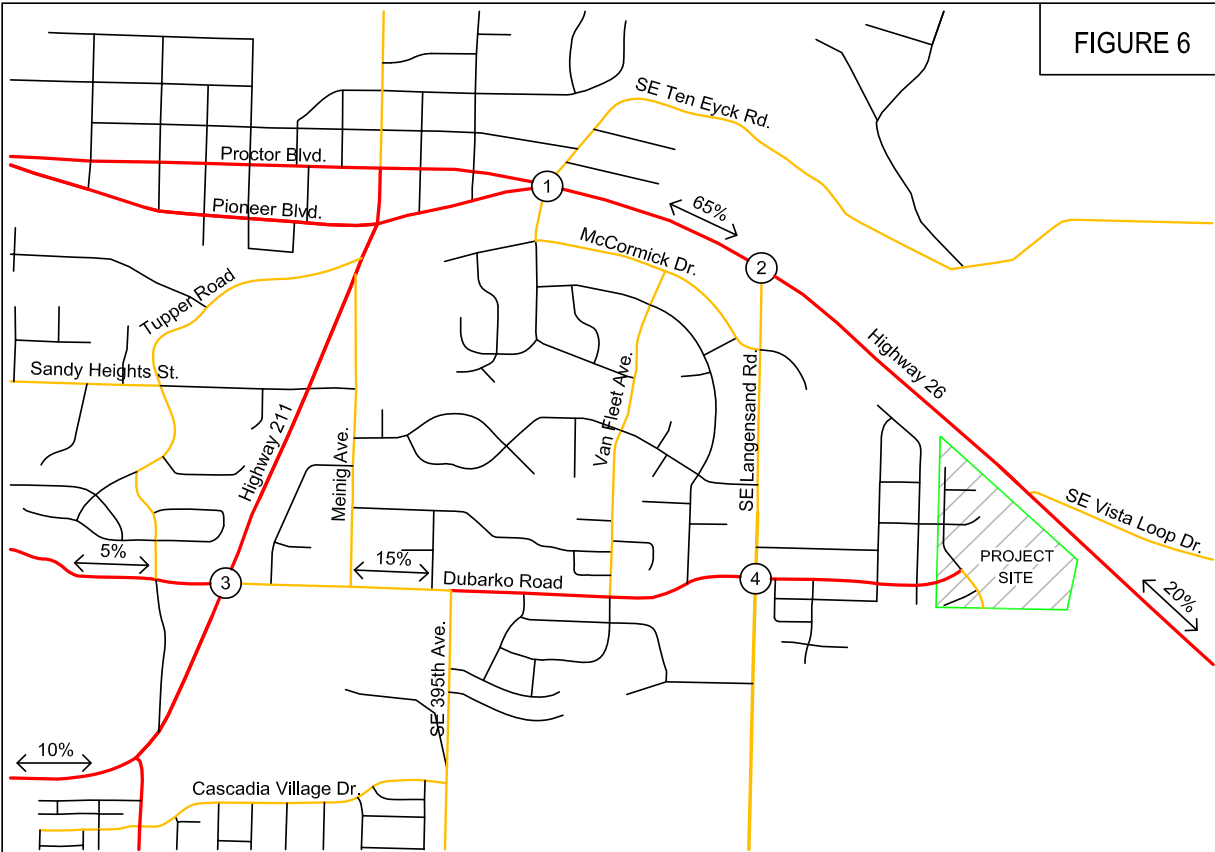 FIGURE 6
SE Ten Eyck Rd.
Proctor Blvd.
1
Pioneer Blvd.
65%
McCormick Dr.
2
Tupper Road
Highway 26
Sandy Heights St.
Van Fleet Ave.
SE Langensand Rd.
Highway 211
Meinig Ave.
SE Vista Loop Dr.
5%
15%
PROJECT
SITE
3
Dubarko Road
4
20%
SE 395th Ave.
10%
Cascadia Village Dr.